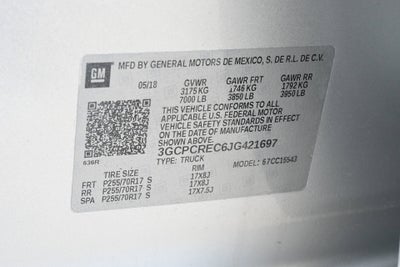 GM MFD BY GENERAL MOTORS DE MEXICO, S. DE R.L. DE C.V.
05/18 GVWR GAWR FRT GAWR RR
3175 KG 1746 KG 1792 KG
7000 LB 3850 LB 3950 LB
THIS VEHICLE CONFORMS TO ALL
APPLICABLE U.S. FEDERAL MOTOR
VEHICLE SAFETY STANDARDS IN EFFECT
ON THE DATE OF MANUFACTURE
SHOWN ABOVE.
636R 3GCPCREC6JG421697
TYPE: TRUCK MODEL: 67CC15543
TIRE SIZE RIM
FRT P255/70R17 S 17X8J
RR P255/70R17 S 17X8J
SPA P255/70R17 S 17X7.5J